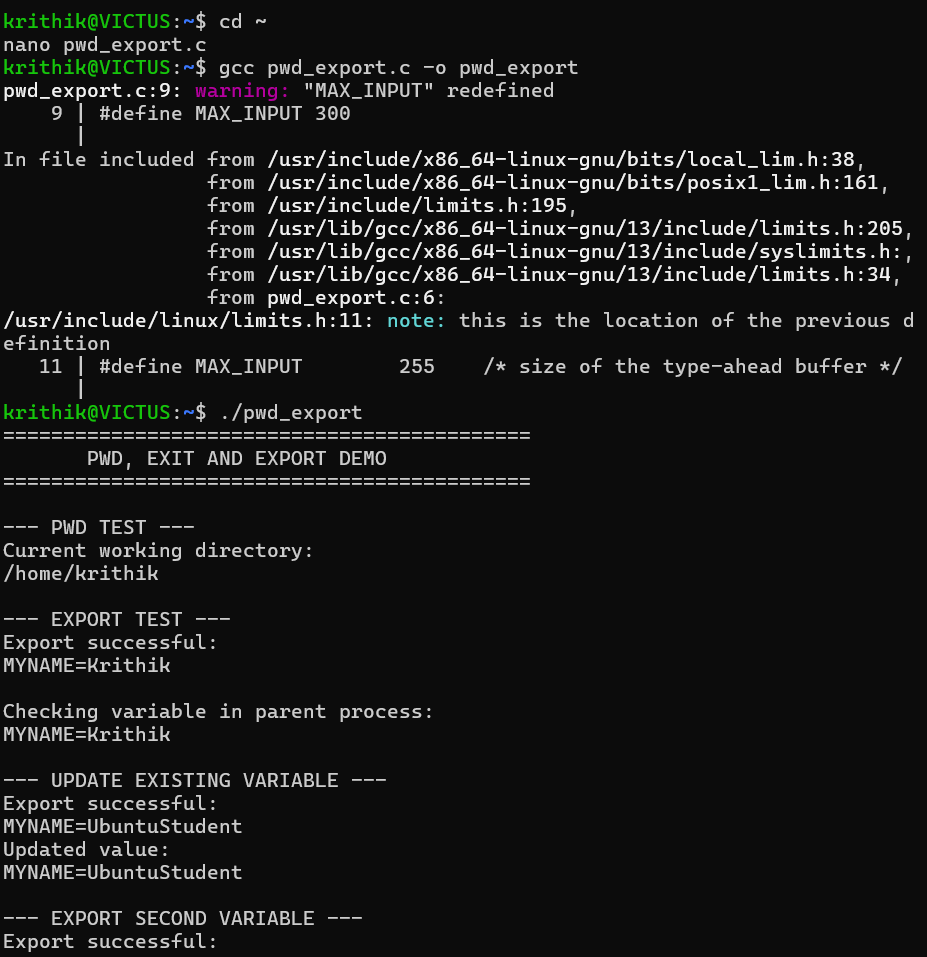 krithik@VICTUS:~$ cd ~
nano pwd_export.c
krithik@VICTUS:~$ gcc pwd_export.c -o pwd_export
pwd_export.c:9: warning: "MAX_INPUT" redefined
    9 | #define MAX_INPUT 300
      |
In file included from /usr/include/x86_64-linux-gnu/bits/local_lim.h:38,
                 from /usr/include/x86_64-linux-gnu/bits/posix1_lim.h:161,
                 from /usr/include/limits.h:195,
                 from /usr/lib/gcc/x86_64-linux-gnu/13/include/limits.h:205,
                 from /usr/lib/gcc/x86_64-linux-gnu/13/include/syslimits.h:,
                 from /usr/lib/gcc/x86_64-linux-gnu/13/include/limits.h:34,
                 from pwd_export.c:6:
/usr/include/linux/limits.h:11: note: this is the location of the previous d
efinition
   11 | #define MAX_INPUT        255    /* size of the type-ahead buffer */
      |
krithik@VICTUS:~$ ./pwd_export
============================================
       PWD, EXIT AND EXPORT DEMO
============================================

--- PWD TEST ---
Current working directory:
/home/krithik

--- EXPORT TEST ---
Export successful:
MYNAME=Krithik

Checking variable in parent process:
MYNAME=Krithik

--- UPDATE EXISTING VARIABLE ---
Export successful:
MYNAME=UbuntuStudent
Updated value:
MYNAME=UbuntuStudent

--- EXPORT SECOND VARIABLE ---
Export successful: